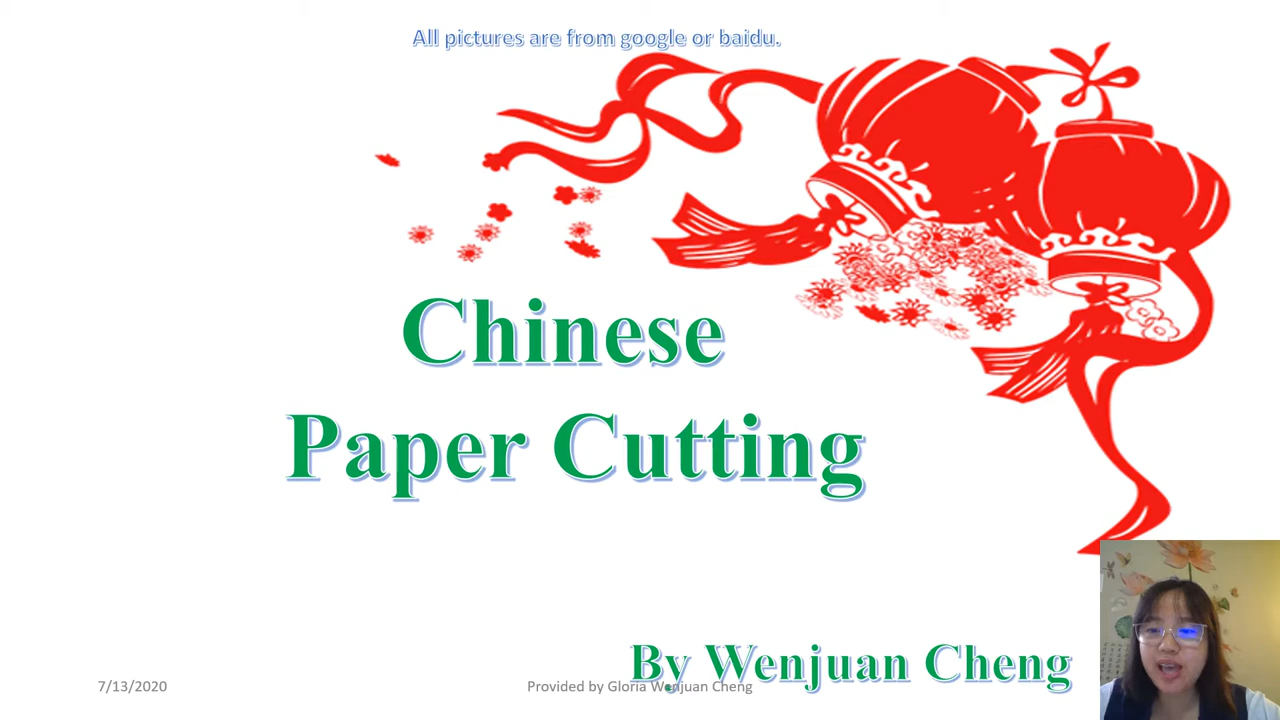 All pictures are from google or baidu.
Chinese
Paper Cutting
By Wenjuan Cheng
7/13/2020
Provided by Gloria Wenjuan Cheng